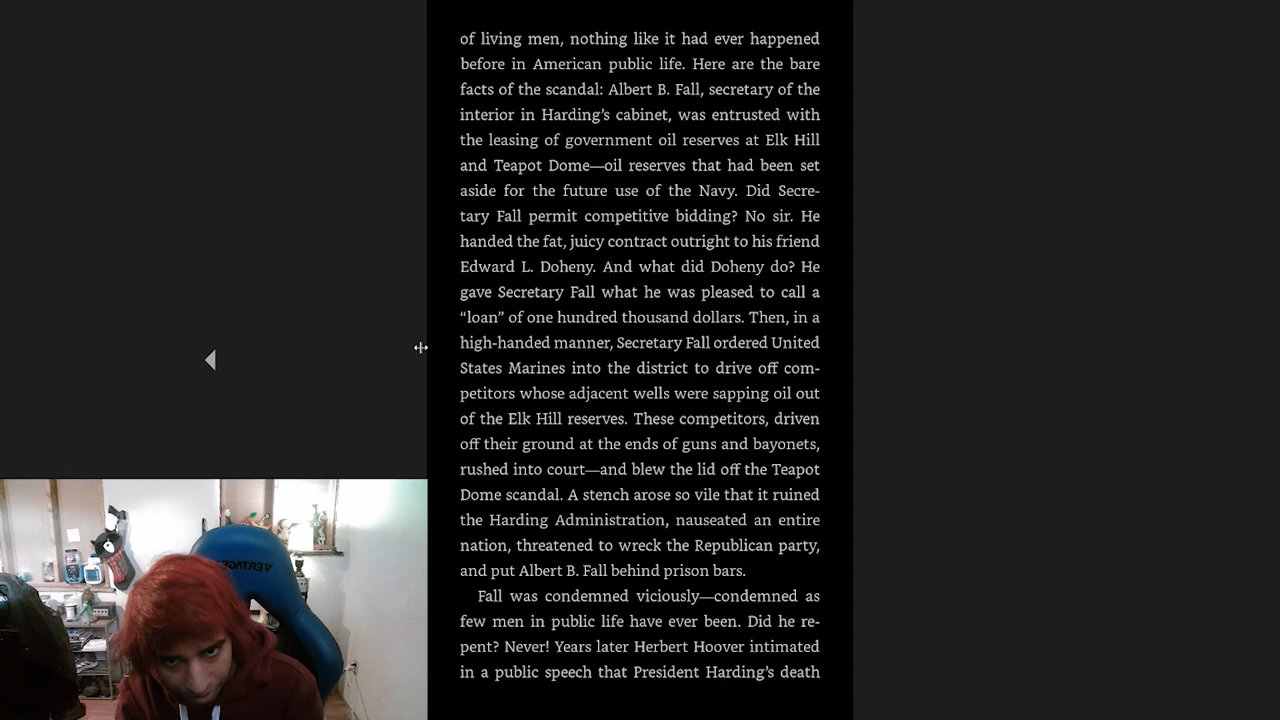 of living men, nothing like it had ever happened
before in American public life. Here are the bare
facts of the scandal: Albert B. Fall, secretary of the
interior in Harding’s cabinet, was entrusted with
the leasing of government oil reserves at Elk Hill
and Teapot Dome—oil reserves that had been set
aside for the future use of the Navy. Did Secre-
tary Fall permit competitive bidding? No sir. He
handed the fat, juicy contract outright to his friend
Edward L. Doheny. And what did Doheny do? He
gave Secretary Fall what he was pleased to call a
“loan” of one hundred thousand dollars. Then, in a
high-handed manner, Secretary Fall ordered United
States Marines into the district to drive off com-
petitors whose adjacent wells were sapping oil out
of the Elk Hill reserves. These competitors, driven
off their ground at the ends of guns and bayonets,
rushed into court—and blew the lid off the Teapot
Dome scandal. A stench arose so vile that it ruined
the Harding Administration, nauseated an entire
nation, threatened to wreck the Republican party,
and put Albert B. Fall behind prison bars.
Fall was condemned viciously—condemned as
few men in public life have ever been. Did he re-
pent? Never! Years later Herbert Hoover intimated
in a public speech that President Harding’s death
VERTAGEAR